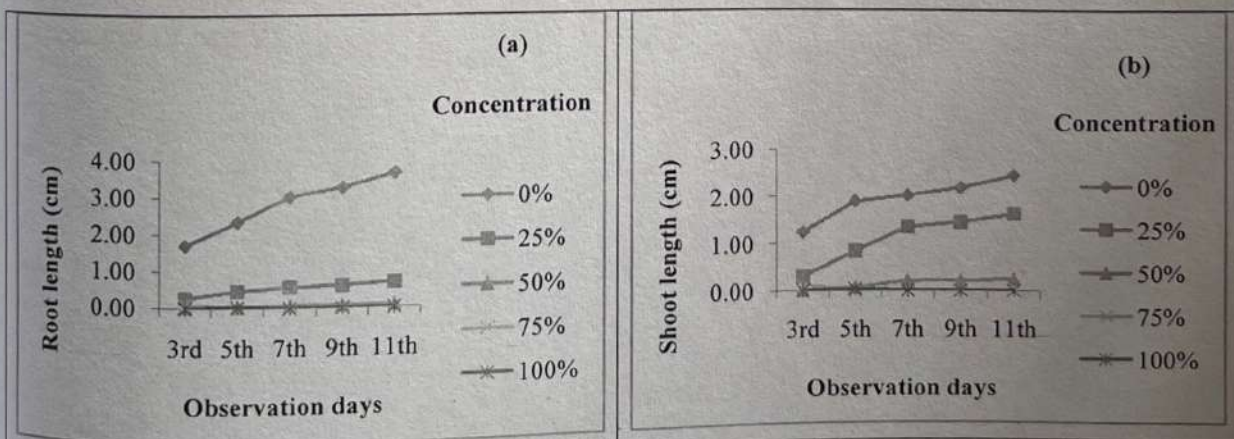 (a)
Concentration
4.00
3.00
2.00
1.00
0.00
Root length (cm)
3rd 5th 7th 9th 11th
Observation days
0%
25%
50%
75%
100%
(b)
Concentration
3.00
2.00
1.00
0.00
Shoot length (cm)
3rd 5th 7th 9th 11th
Observation days
0%
25%
50%
75%
100%